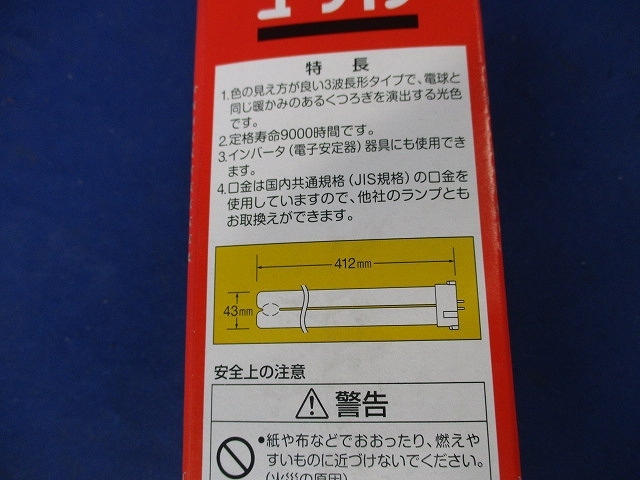 特 長
1.色の見え方が良い3波長形タイプで、電球と
同じ暖かみのあるくつろぎを演出する光色
です。
2.定格寿命9000時間です。
3.インバータ(電子安定器)器具にも使用でき
ます。
4.口金は国内共通規格(JIS規格)の口金を
使用していますので、他社のランプとも
お取換えができます。
412mm
43mm
安全上の注意
警告
●紙や布などでおおったり、燃えや
すいものに近づけないでください。